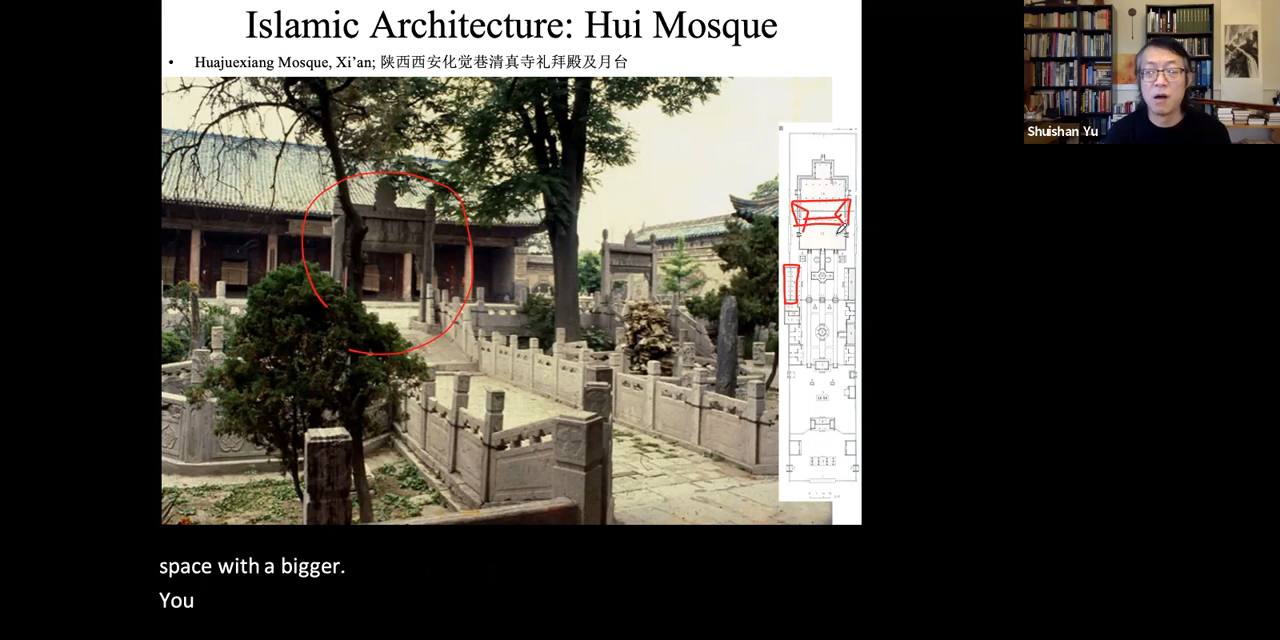 Islamic Architecture: Hui Mosque
• Huajuexiang Mosque, Xi'an; 陕西西安化觉巷清真寺礼拜殿及月台
Shuishan Yu
space with a bigger.
You